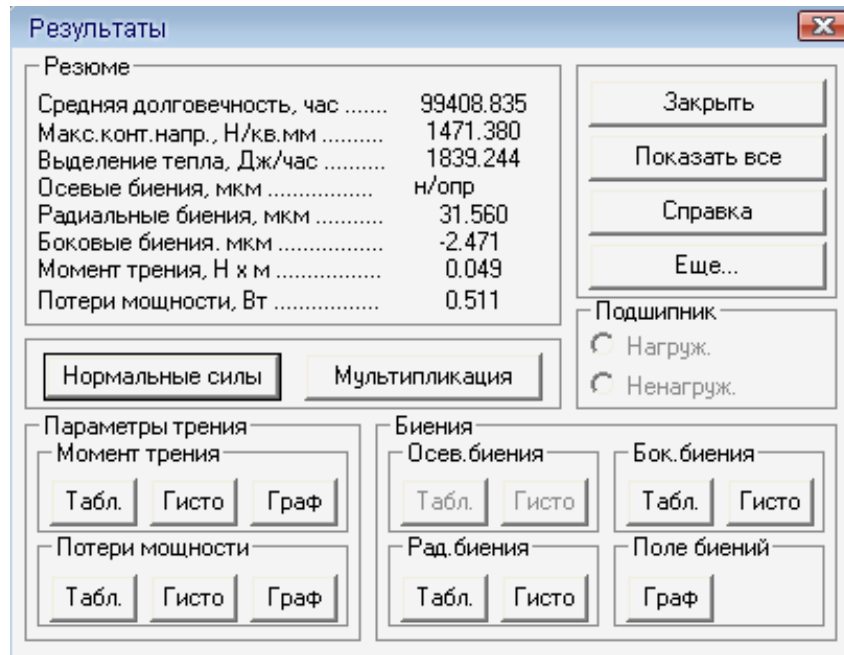 Результаты
Резюме
Средняя долговечность, час ....... 99408.835
Макс.конт.напр., Н/кв.мм .......... 1471.380
Выделение тепла, Дж/час .......... 1839.244
Осевые биения, мкм ................. н/опр
Радиальные биения, мкм ........... 31.560
Боковые биения. мкм .................. -2.471
Момент трения, Н х м ................. 0.049
Потери мощности, Вт ................. 0.511
Закрыть
Показать все
Справка
Еще...
Подшипник
Нагруж.
Ненагруж.
Нормальные силы Мультипликация
Параметры трения
Момент трения
Табл. Гисто Граф
Потери мощности
Табл. Гисто Граф
Биения
Осев.биения
Табл. Гисто
Бок.биения
Табл. Гисто
Рад.биения
Табл. Гисто
Поле биений
Граф